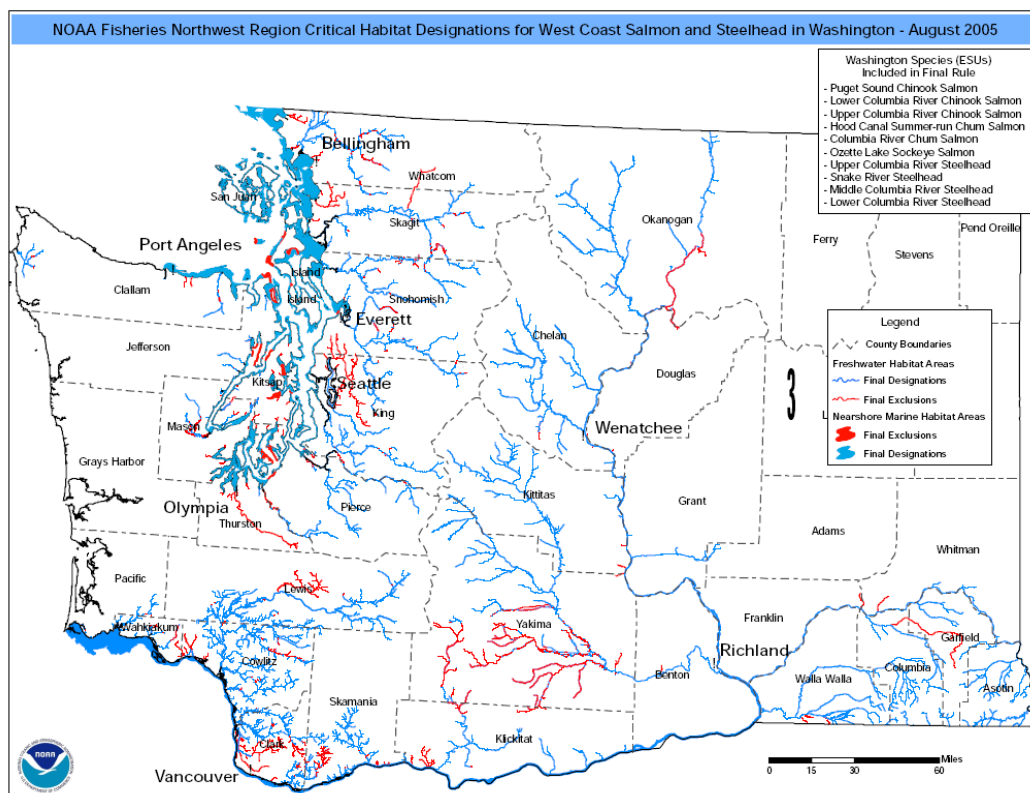 NOAA Fisheries Northwest Region Critical Habitat Designations for West Coast Salmon and Steelhead in Washington - August 2005
Washington Species (ESUs)
Included in Final Rule
- Puget Sound Chinook Salmon
- Lower Columbia River Chinook Salmon
- Upper Columbia River Chinook Salmon
- Hood Canal Summer-run Chum Salmon
- Columbia River Chum Salmon
- Ozette Lake Sockeye Salmon
- Upper Columbia River Steelhead
- Snake River Steelhead
- Middle Columbia River Steelhead
- Lower Columbia River Steelhead
Bellingham
Whatcom
San Juan
Skagit
Okanogan
Ferry
Stevens
Pend Oreille
Port Angeles
Island
Island
Clallam
Snohomish
Everett
Jefferson
Chelan
Douglas
Kitsap
Seattle
King
Mason
Wenatchee
3
L
Legend
County Boundaries
Freshwater Habitat Areas
Final Designations
Final Exclusions
Nearshore Marine Habitat Areas
Final Exclusions
Final Designations
Grays Harbor
Olympia
Thurston
Pierce
Kittitas
Grant
Adams
Whitman
Pacific
Lewis
Wahkiakum
Yakima
Franklin
Garfield
Cowlitz
Richland
Benton
Walla Walla
Columbia
Asotin
Skamania
Klickitat
Clark
Vancouver
NOAA
0 15 30 60
Miles